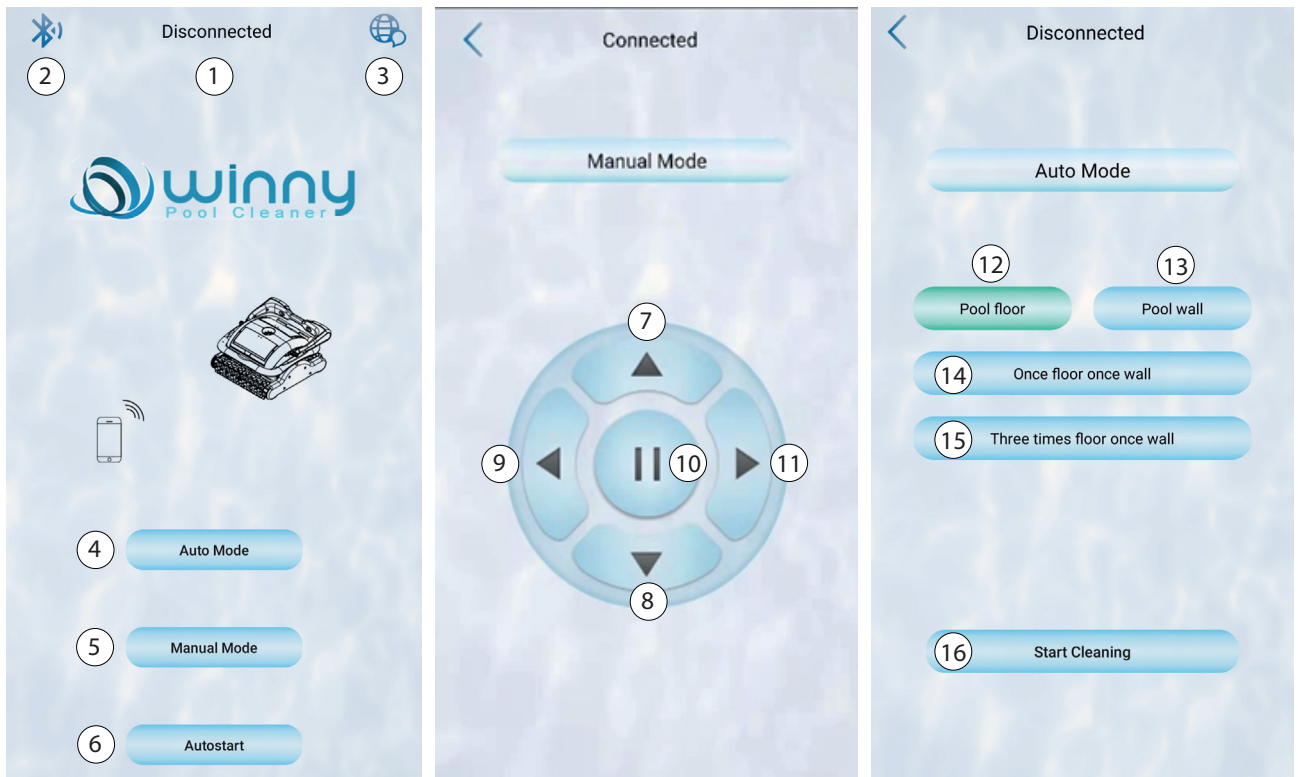 Disconnected
2
1
3
winny
Pool Cleaner
4
Auto Mode
5
Manual Mode
6
Autostart
Connected
Manual Mode
7
9
10
11
8
Disconnected
Auto Mode
12
13
Pool floor
Pool wall
14
Once floor once wall
15
Three times floor once wall
16
Start Cleaning